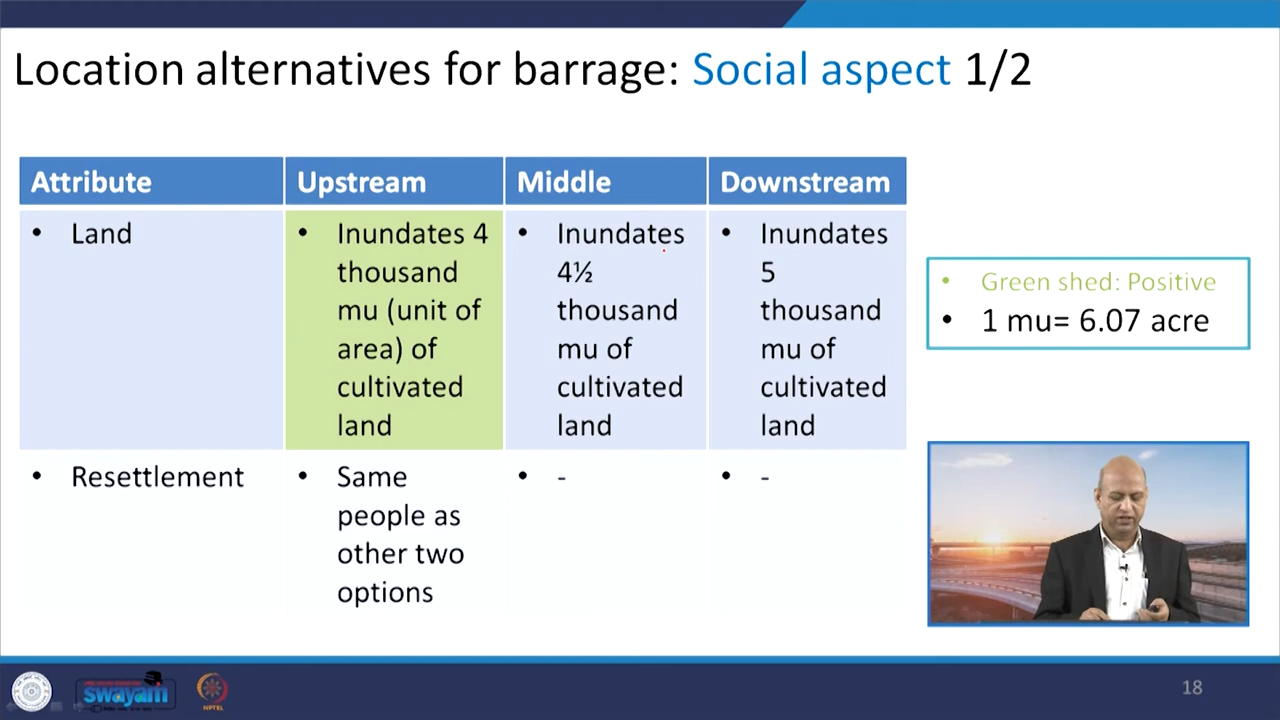 Location alternatives for barrage: Social aspect 1/2
Attribute
Upstream
Middle
Downstream
• Land
• Inundates 4
thousand
mu (unit of
area) of
cultivated
land
• Inundates
4½
thousand
mu of
cultivated
land
• Inundates
5
thousand
mu of
cultivated
land
• Resettlement
• Same
people as
other two
options
• -
• -
• Green shed: Positive
• 1 mu= 6.07 acre
swayam
NPTEL
18